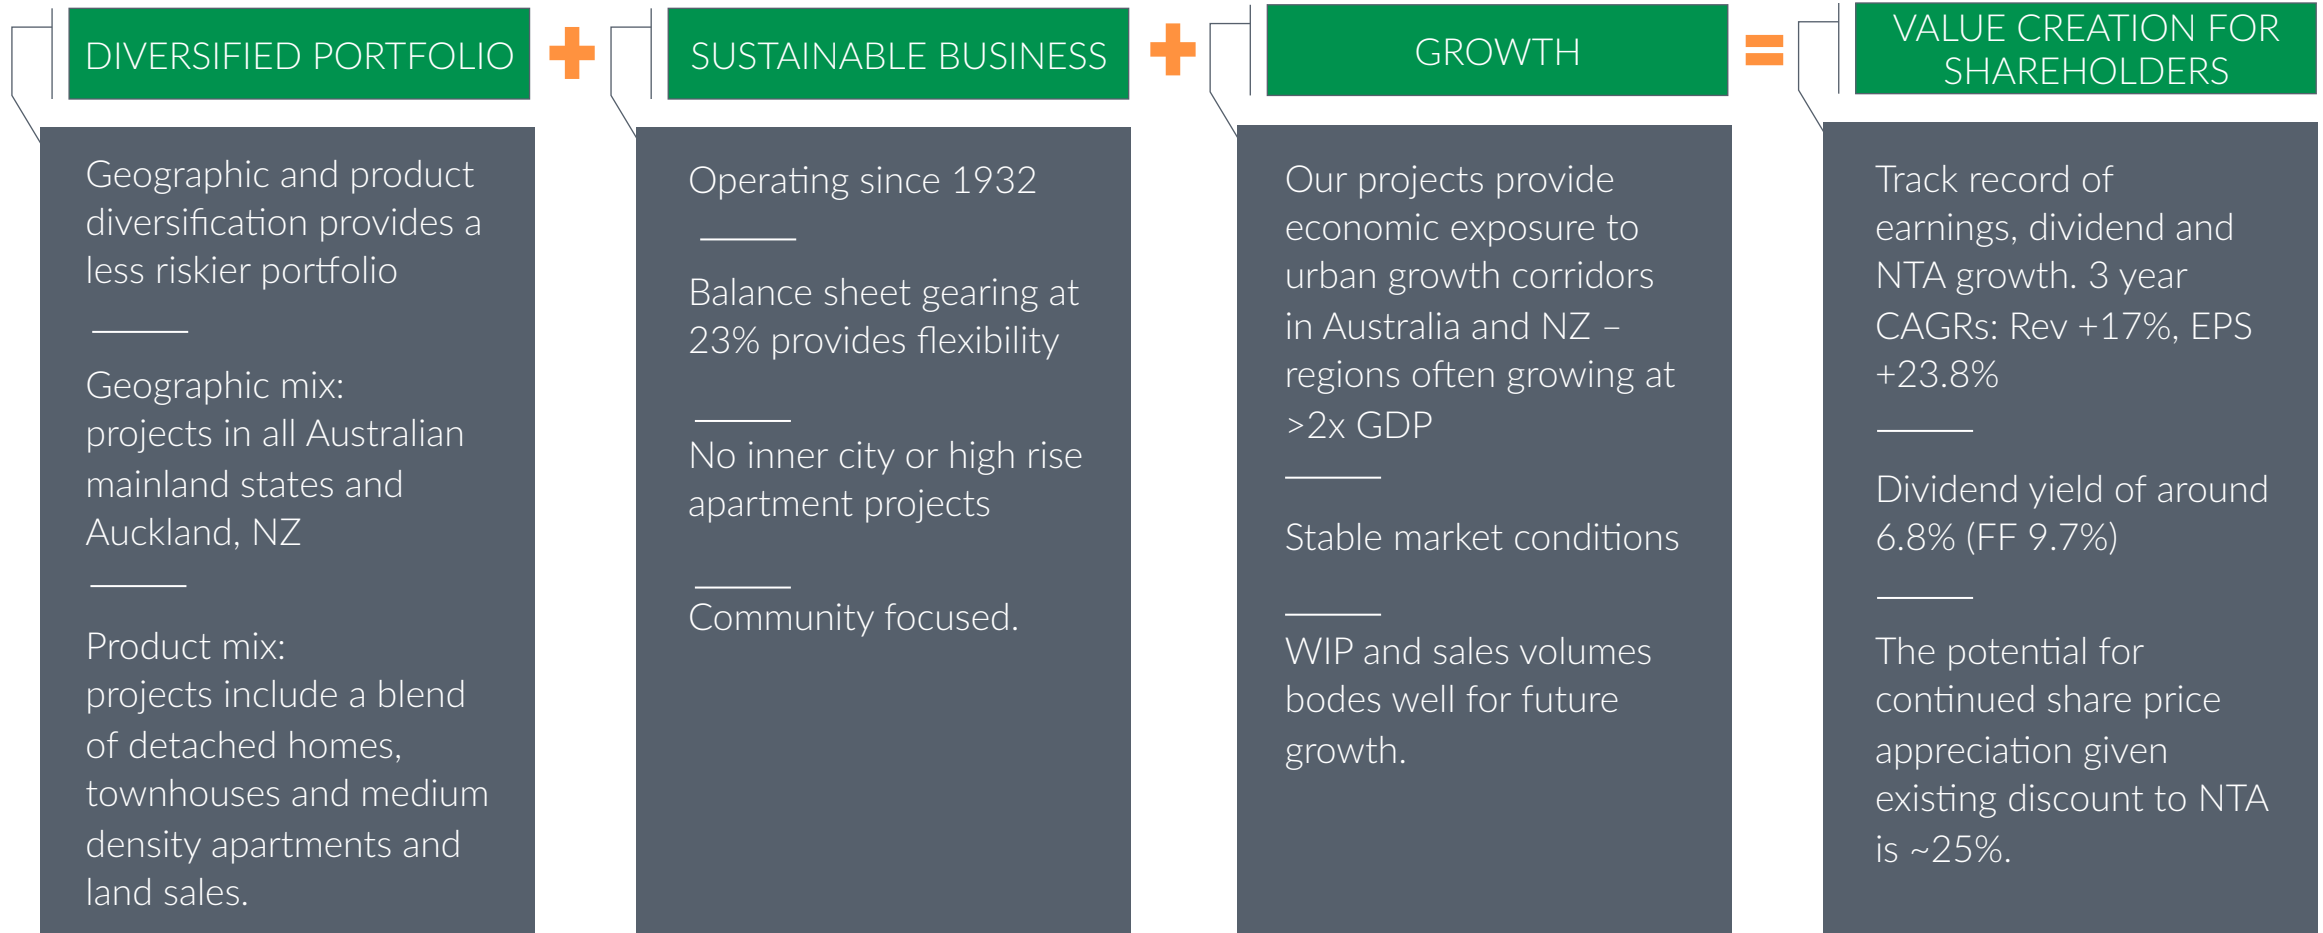 DIVERSIFIED PORTFOLIO
Geographic and product
diversification provides a
less riskier portfolio
Geographic mix:
projects in all Australian
mainland states and
Auckland, NZ
Product mix:
projects include a blend
of detached homes,
townhouses and medium
density apartments and
land sales.
+
SUSTAINABLE BUSINESS
Operating since 1932
Balance sheet gearing at
23% provides flexibility
No inner city or high rise
apartment projects
Community focused.
+
GROWTH
Our projects provide
economic exposure to
urban growth corridors
in Australia and NZ –
regions often growing at
>2x GDP
Stable market conditions
WIP and sales volumes
bodes well for future
growth.
=
VALUE CREATION FOR
SHAREHOLDERS
Track record of
earnings, dividend and
NTA growth. 3 year
CAGRs: Rev +17%, EPS
+23.8%
Dividend yield of around
6.8% (FF 9.7%)
The potential for
continued share price
appreciation given
existing discount to NTA
is ~25%.